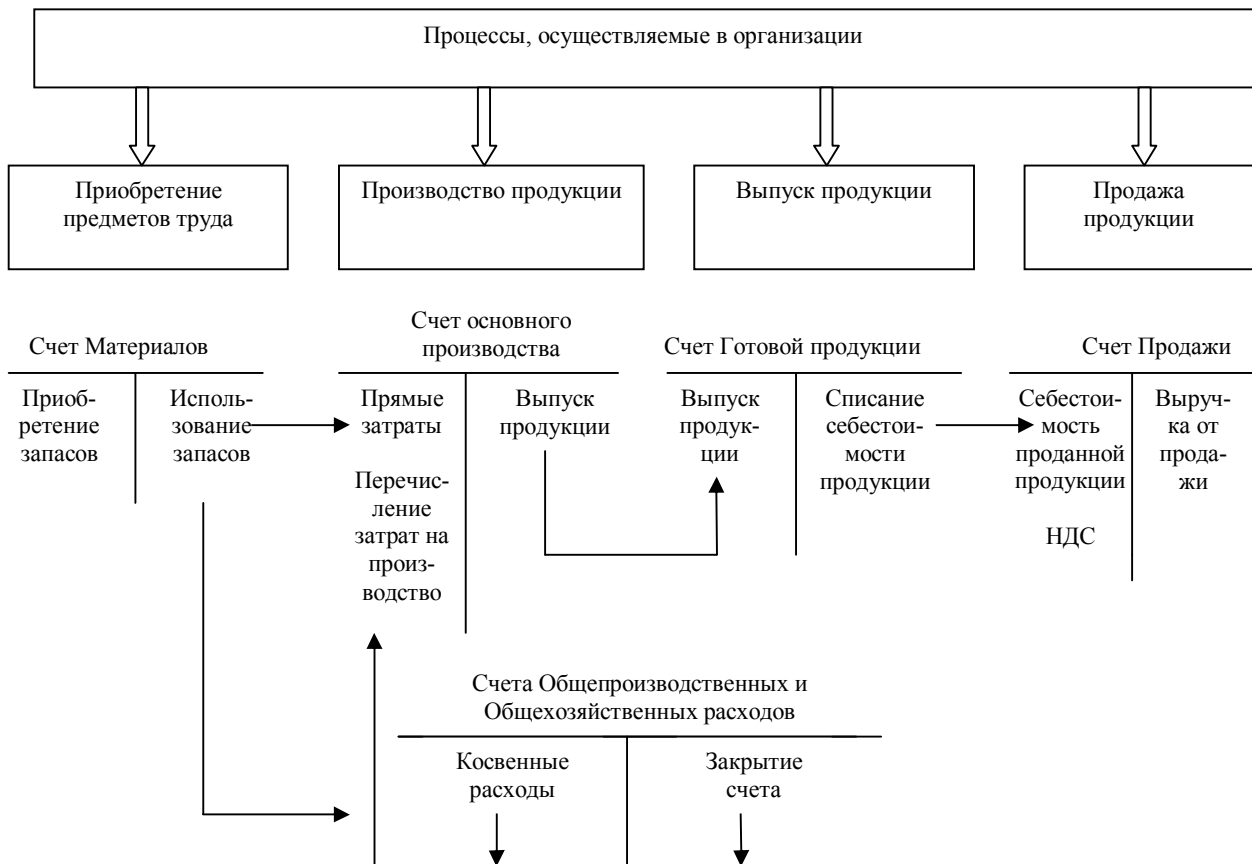 Процессы, осуществляемые в организации
Приобретение
предметов труда
Производство продукции
Выпуск продукции
Продажа
продукции
Счет Материалов
Счет основного
производства
Счет Готовой продукции
Счет Продажи
Приоб-
ретение
запасов
Исполь-
зование
запасов
Прямые
затраты
Перечис-
ление
затрат на
произ-
водство
Выпуск
продукции
Выпуск
продук-
ции
Списание
себестои-
мости
продукции
Себестои-
мость
проданной
продукции
НДС
Выруч-
ка от
прода-
жи
Счета Общепроизводственных и
Общехозяйственных расходов
Косвенные
расходы
Закрытие
счета